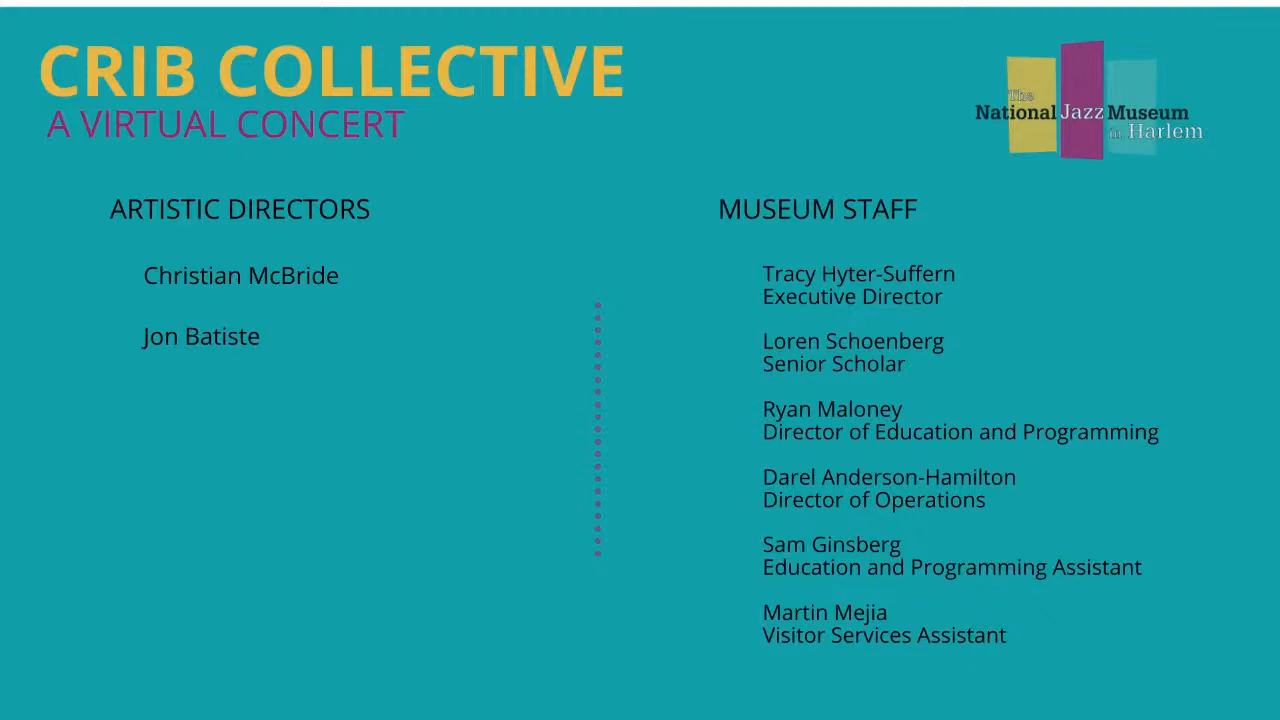 CRIB COLLECTIVE
A VIRTUAL CONCERT
The
National Jazz Museum
in Harlem
ARTISTIC DIRECTORS
Christian McBride
Jon Batiste
MUSEUM STAFF
Tracy Hyter-Suffern
Executive Director
Loren Schoenberg
Senior Scholar
Ryan Maloney
Director of Education and Programming
Darel Anderson-Hamilton
Director of Operations
Sam Ginsberg
Education and Programming Assistant
Martin Mejia
Visitor Services Assistant